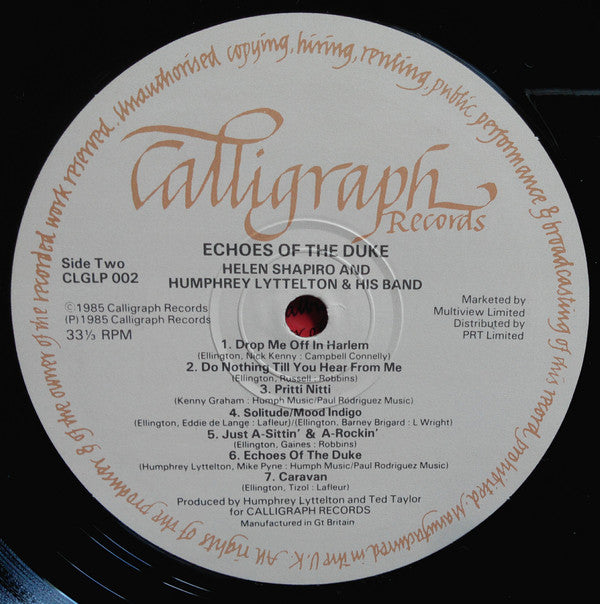 All rights of the producer & of the owner of the recorded work reserved. Unauthorised copying, hiring, renting, public performance & broadcasting of this record prohibited. Manufactured in the U.K.
Calligraph
Records
ECHOES OF THE DUKE
HELEN SHAPIRO AND
HUMPHREY LYTTELTON & HIS BAND
Side Two
CLGLP 002
©1985 Calligraph Records
(P) 1985 Calligraph Records
33⅓ RPM
Marketed by
Multiview Limited
Distributed by
PRT Limited
1. Drop Me Off In Harlem
(Ellington, Nick Kenny : Campbell Connelly)
2. Do Nothing Till You Hear From Me
(Ellington, Russell : Robbins)
3. Pritti Nitti
(Kenny Graham : Humph Music/Paul Rodriguez Music)
4. Solitude/Mood Indigo
(Ellington, Eddie de Lange : Lafleur)/(Ellington, Barney Brigard : L Wright)
5. Just A-Sittin' & A-Rockin'
(Ellington, Gaines : Robbins)
6. Echoes Of The Duke
(Humphrey Lyttelton, Mike Pyne : Humph Music/Paul Rodriguez Music)
7. Caravan
(Ellington, Tizol : Lafleur)
Produced by Humphrey Lyttelton and Ted Taylor
for CALLIGRAPH RECORDS
Manufactured in Gt Britain